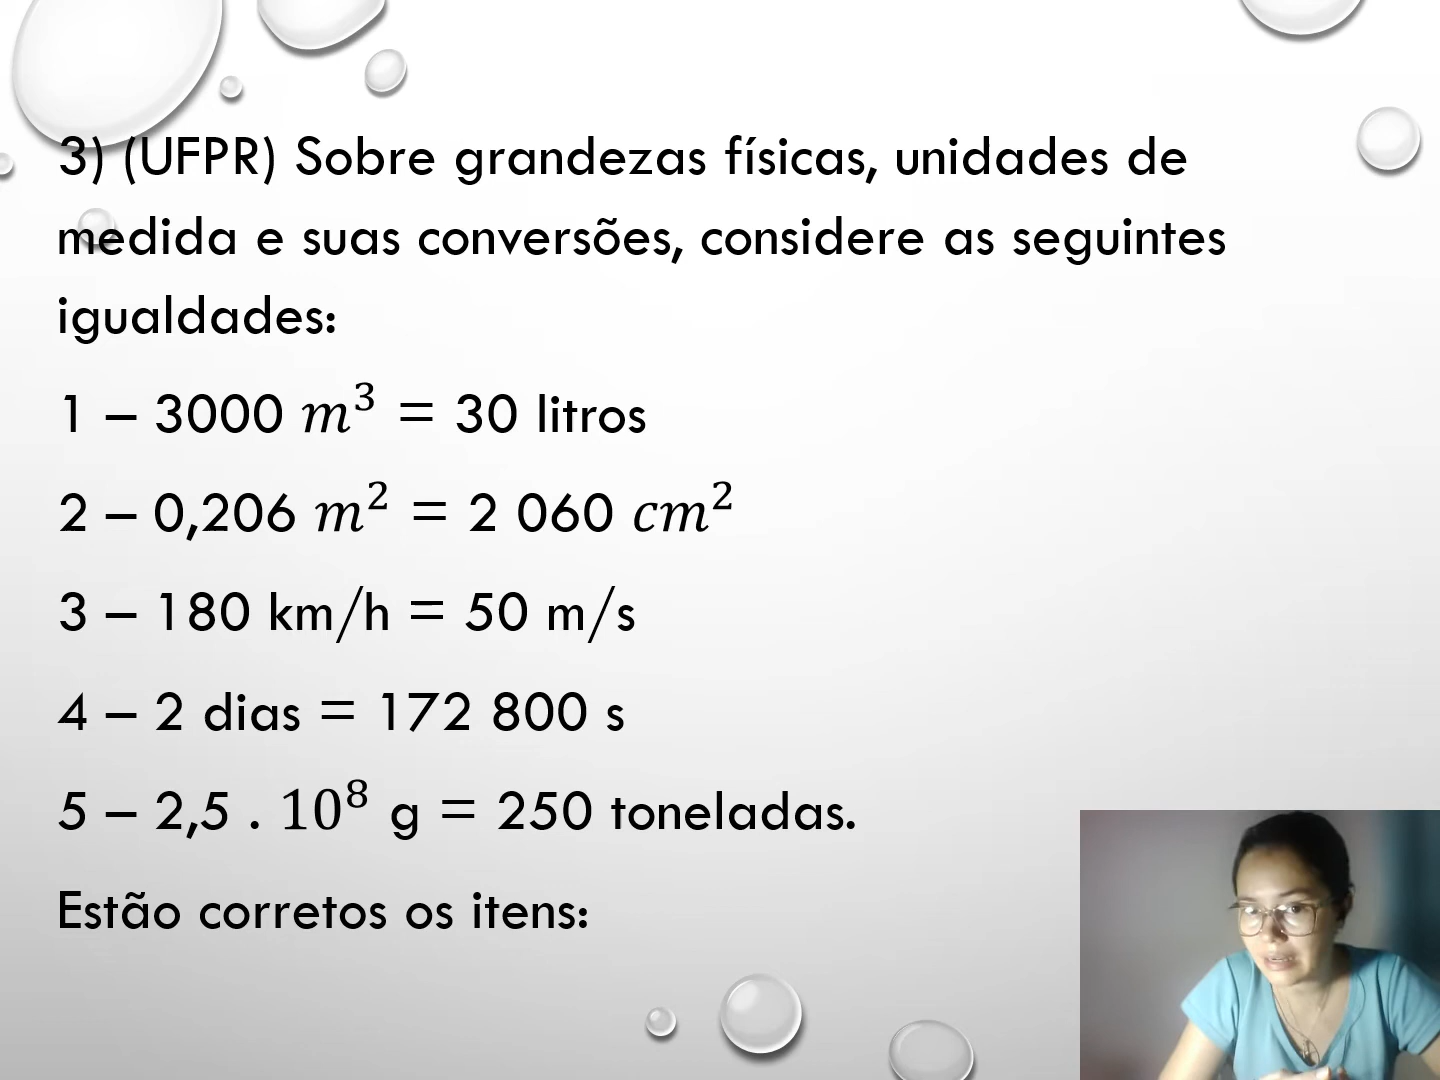 3) (UFPR) Sobre grandezas físicas, unidades de
medida e suas conversões, considere as seguintes
igualdades:
1 – 3000 m³ = 30 litros
2 – 0,206 m² = 2 060 cm²
3 – 180 km/h = 50 m/s
4 – 2 dias = 172 800 s
5 – 2,5 . 10⁸ g = 250 toneladas.
Estão corretos os itens: